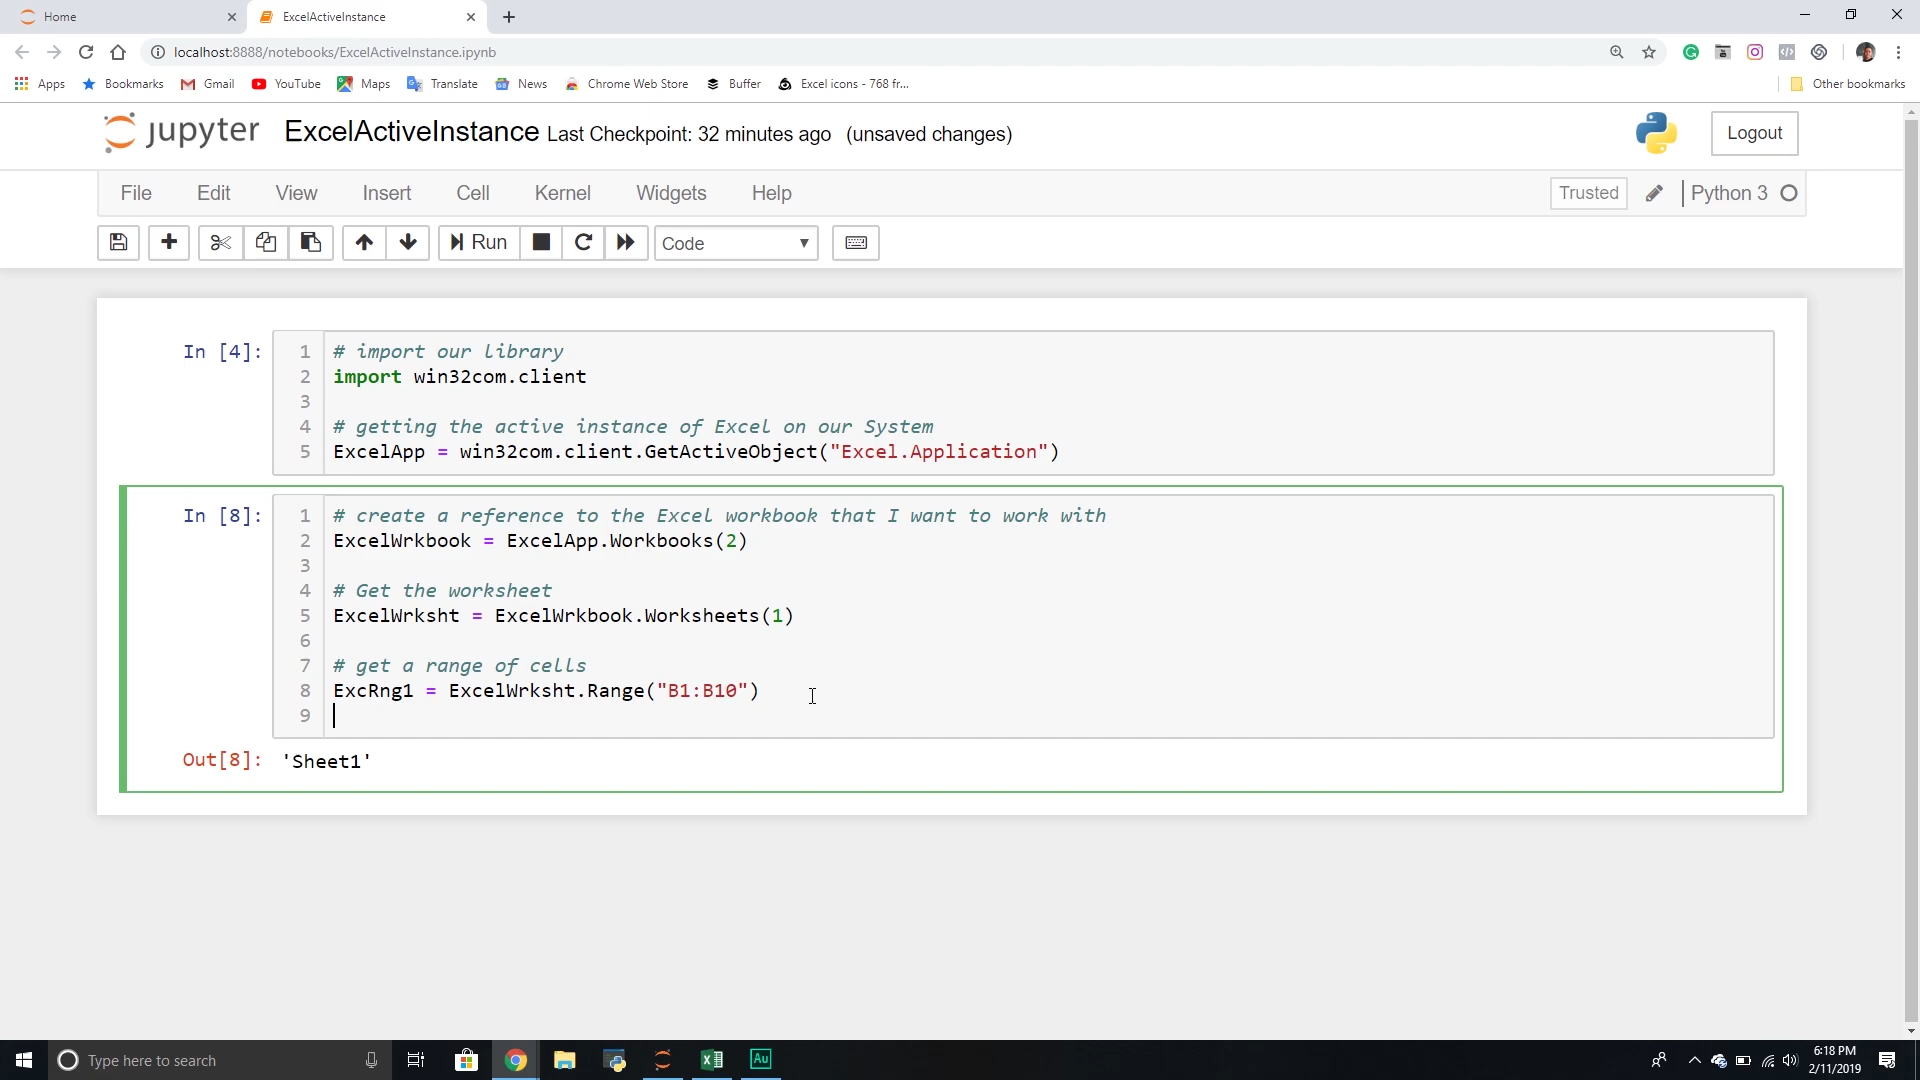 Home
ExcelActiveInstance
localhost:8888/notebooks/ExcelActiveInstance.ipynb
Apps Bookmarks Gmail YouTube Maps Translate News Chrome Web Store Buffer Excel icons - 768 fr... Other bookmarks
jupyter ExcelActiveInstance Last Checkpoint: 32 minutes ago (unsaved changes) Logout
File Edit View Insert Cell Kernel Widgets Help Trusted Python 3
Run Code
In [4]: 1 # import our library
2 import win32com.client
3
4 # getting the active instance of Excel on our System
5 ExcelApp = win32com.client.GetActiveObject("Excel.Application")
In [8]: 1 # create a reference to the Excel workbook that I want to work with
2 ExcelWrkbook = ExcelApp.Workbooks(2)
3
4 # Get the worksheet
5 ExcelWrksht = ExcelWrkbook.Worksheets(1)
6
7 # get a range of cells
8 ExcRng1 = ExcelWrksht.Range("B1:B10")
9
Out[8]: 'Sheet1'
Type here to search
Au
6:18 PM
2/11/2019